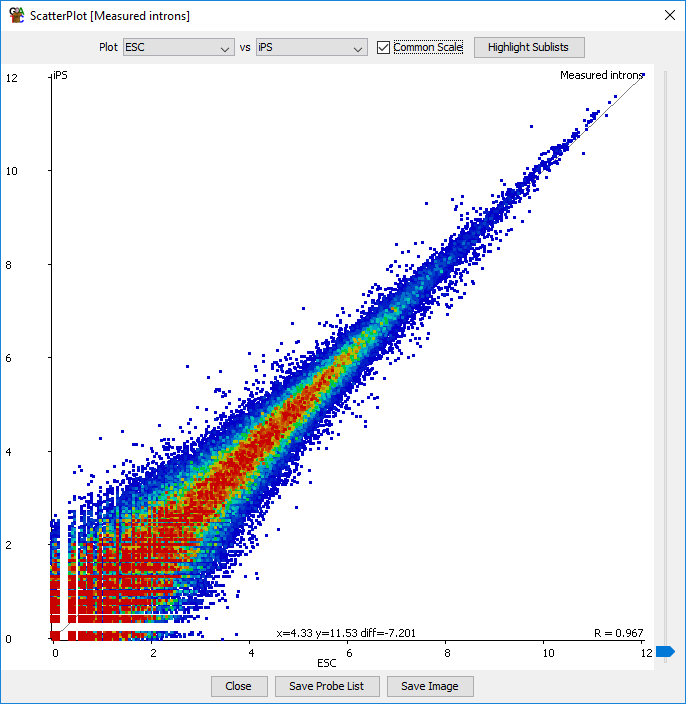 ScatterPlot [Measured introns]
Plot ESC vs iPS Common Scale Highlight Sublists
12 iPS Measured introns
10
8
6
4
2
0
x=4.33 y=11.53 diff=-7.201 R = 0.967
0 2 4 6 8 10 12
ESC
Close Save Probe List Save Image